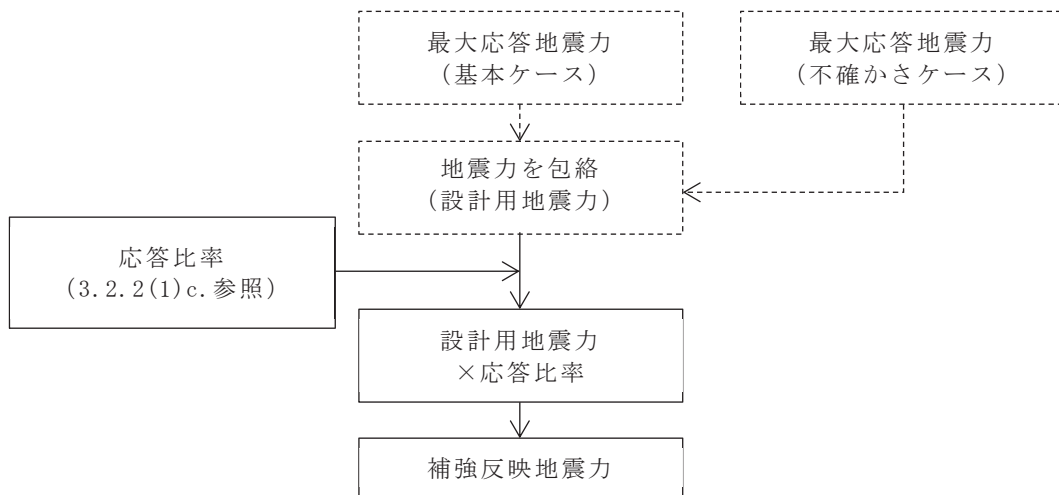 最大応答地震力
(基本ケース)
最大応答地震力
(不確かさケース)
地震力を包絡
(設計用地震力)
応答比率
(3.2.2(1)c.参照)
設計用地震力
×応答比率
補強反映地震力